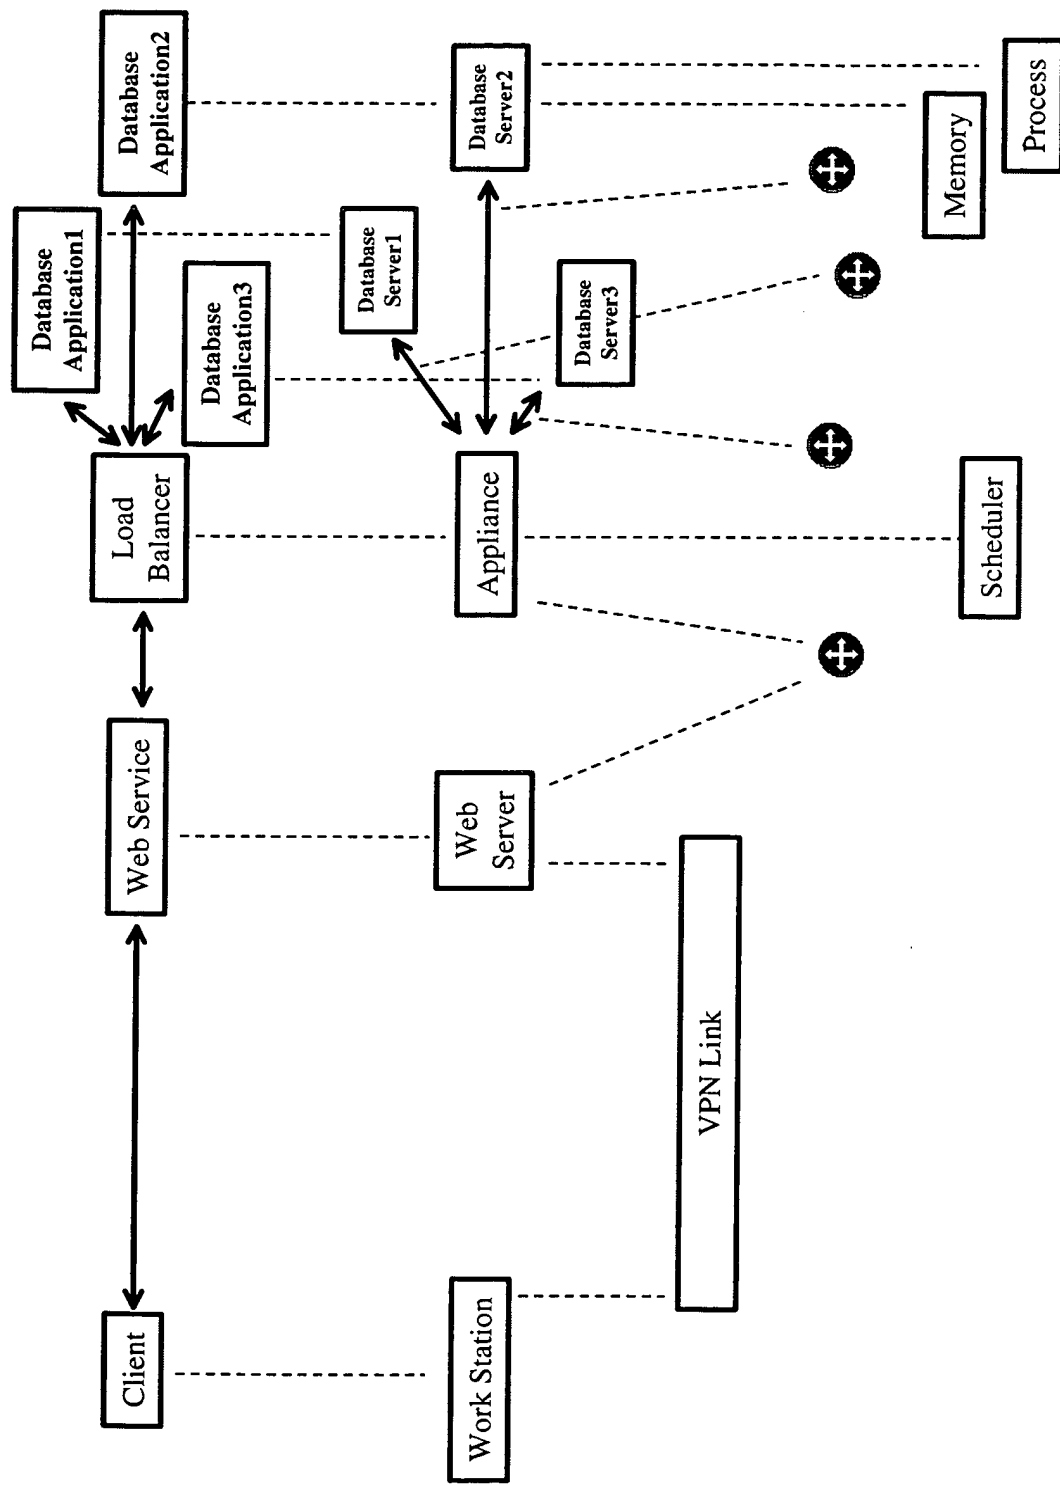 Client
Web Service
Load
Balancer
Database
Application1
Database
Application2
Database
Application3
Work Station
Web
Server
Appliance
Database
Server1
Database
Server2
Database
Server3
VPN Link
Scheduler
Memory
Process